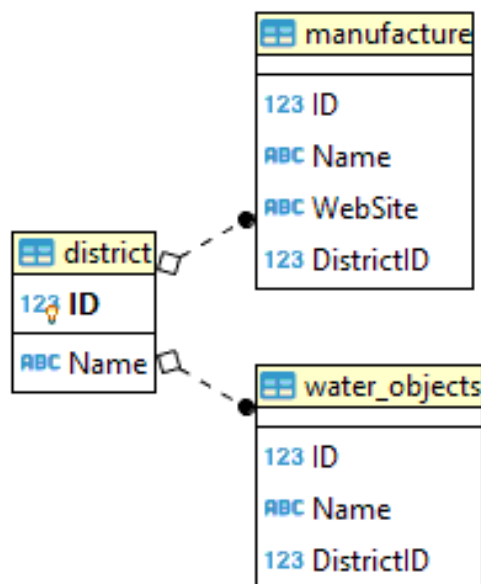 manufacture
123 ID
ABC Name
ABC WebSite
123 DistrictID
district
123 ID
ABC Name
water_objects
123 ID
ABC Name
123 DistrictID